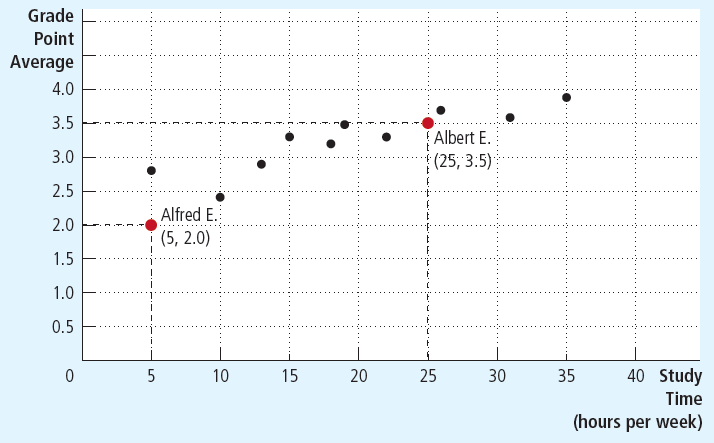 Grade
Point
Average
4.0
3.5
3.0
2.5
2.0
1.5
1.0
0.5
Albert E.
(25, 3.5)
Alfred E.
(5, 2.0)
0 5 10 15 20 25 30 35 40 Study
Time
(hours per week)